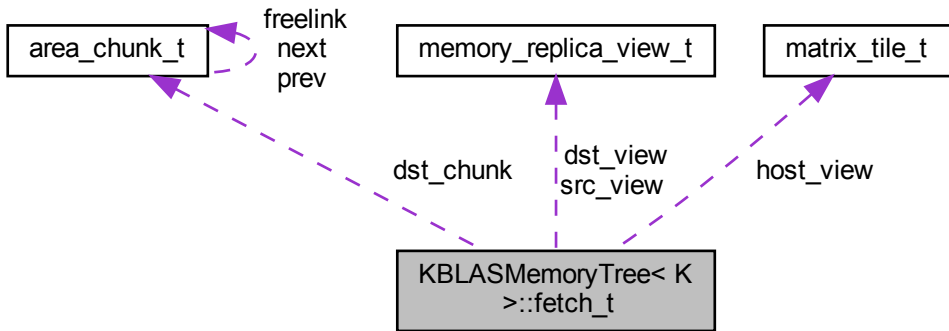 freelink
next
prev
area_chunk_t
memory_replica_view_t
matrix_tile_t
dst_chunk
dst_view
src_view
host_view
KBLASMemoryTree< K
>::fetch_t